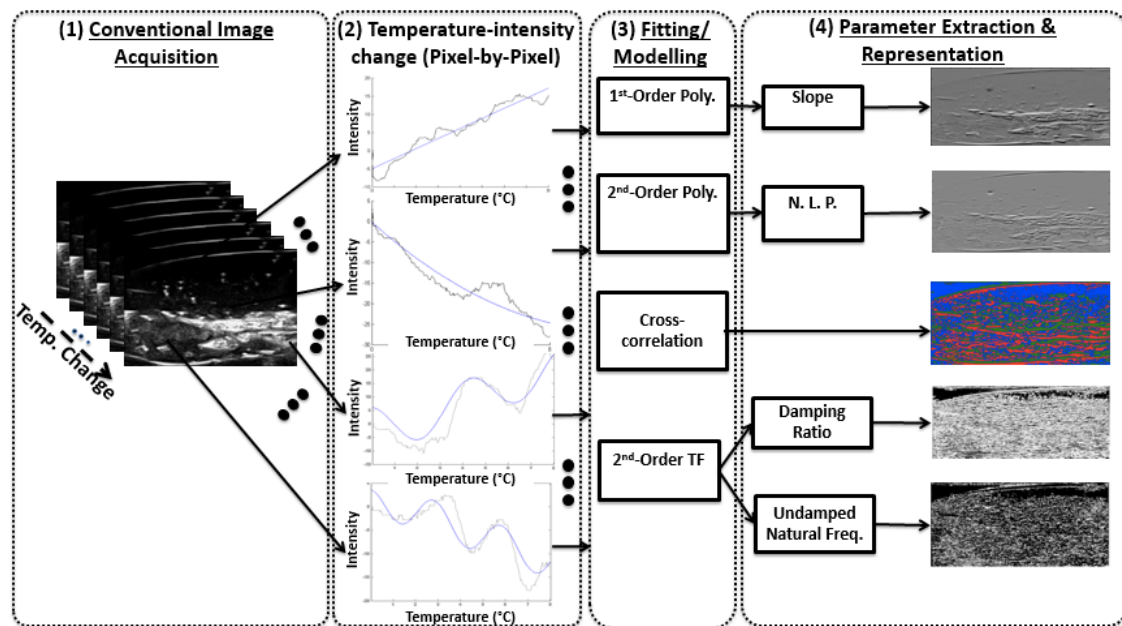 (1) Conventional Image
Acquisition
Temp. Change
(2) Temperature-intensity
change (Pixel-by-Pixel)
Intensity
Temperature (°C)
Intensity
Temperature (°C)
Intensity
Temperature (°C)
Intensity
Temperature (°C)
(3) Fitting/
Modelling
1st-Order Poly.
2nd-Order Poly.
Cross-
correlation
2nd-Order TF
(4) Parameter Extraction &
Representation
Slope
N. L. P.
Damping
Ratio
Undamped
Natural Freq.